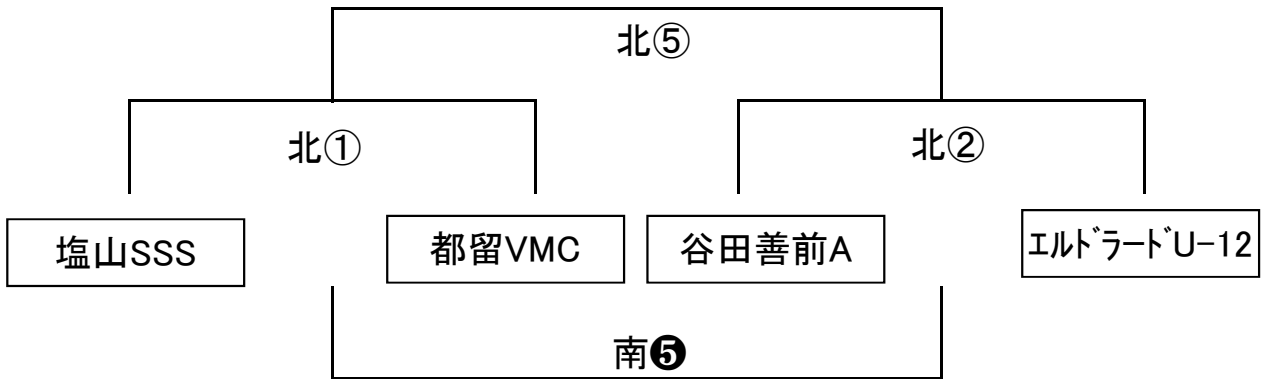 北⑤
北①
北②
塩山SSS
都留VMC
谷田善前A
ｴﾙﾄﾞﾗｰﾄﾞU-12
南❺